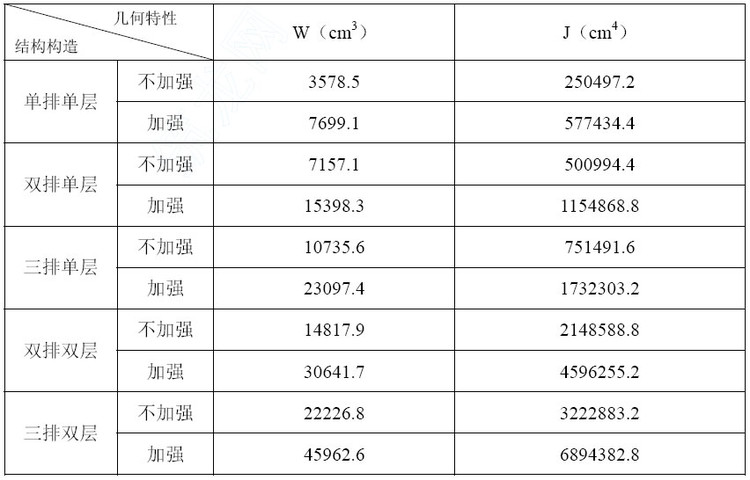 几何特性
结构构造
W（cm³）
J（cm⁴）
单排单层
不加强 3578.5 250497.2
加强 7699.1 577434.4
双排单层
不加强 7157.1 500994.4
加强 15398.3 1154868.8
三排单层
不加强 10735.6 751491.6
加强 23097.4 1732303.2
双排双层
不加强 14817.9 2148588.8
加强 30641.7 4596255.2
三排双层
不加强 22226.8 3222883.2
加强 45962.6 6894382.8